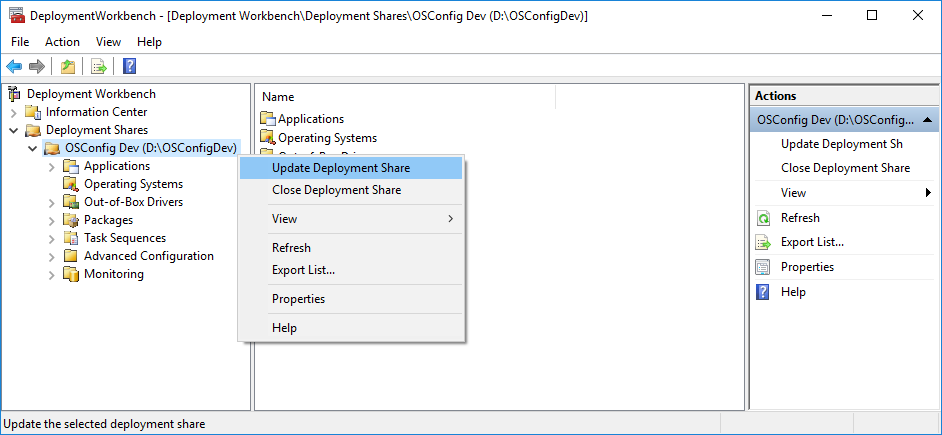 DeploymentWorkbench - [Deployment Workbench\Deployment Shares\OSConfig Dev (D:\OSConfigDev)]
File Action View Help
Deployment Workbench
Information Center
Deployment Shares
OSConfig Dev (D:\OSConfigDev)
Applications
Operating Systems
Out-of-Box Drivers
Packages
Task Sequences
Advanced Configuration
Monitoring
Name
Applications
Operating Systems
Update Deployment Share
Close Deployment Share
View
Refresh
Export List...
Properties
Help
Actions
OSConfig Dev (D:\OSConfig...
Update Deployment Sh
Close Deployment Share
View
Refresh
Export List...
Properties
Help
Update the selected deployment share